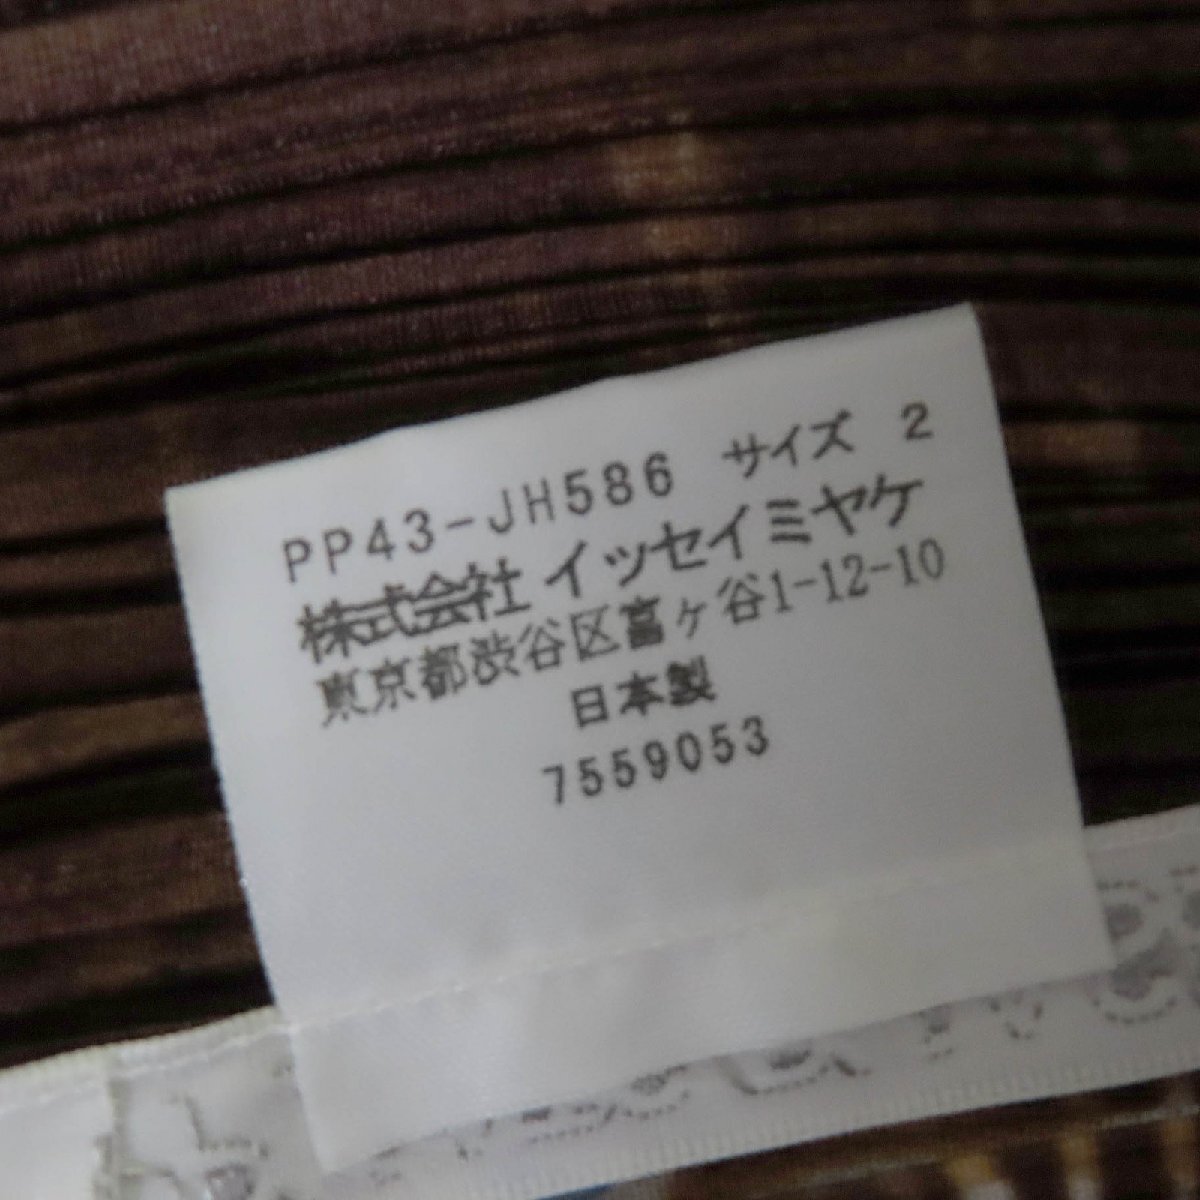 PP43-JH586 サイズ 2
株式会社 イッセイミヤケ
東京都渋谷区富ヶ谷1-12-10
日本製
7559053